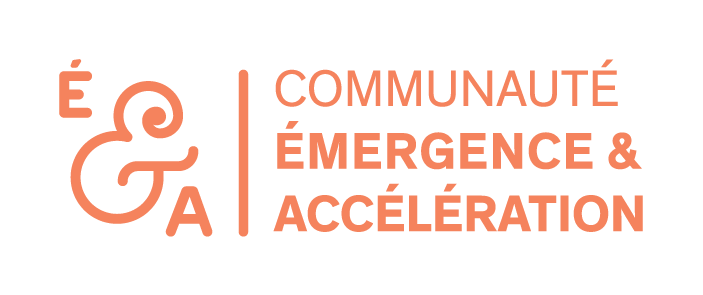 É
&
A
COMMUNAUTÉ
ÉMERGENCE &
ACCÉLÉRATION